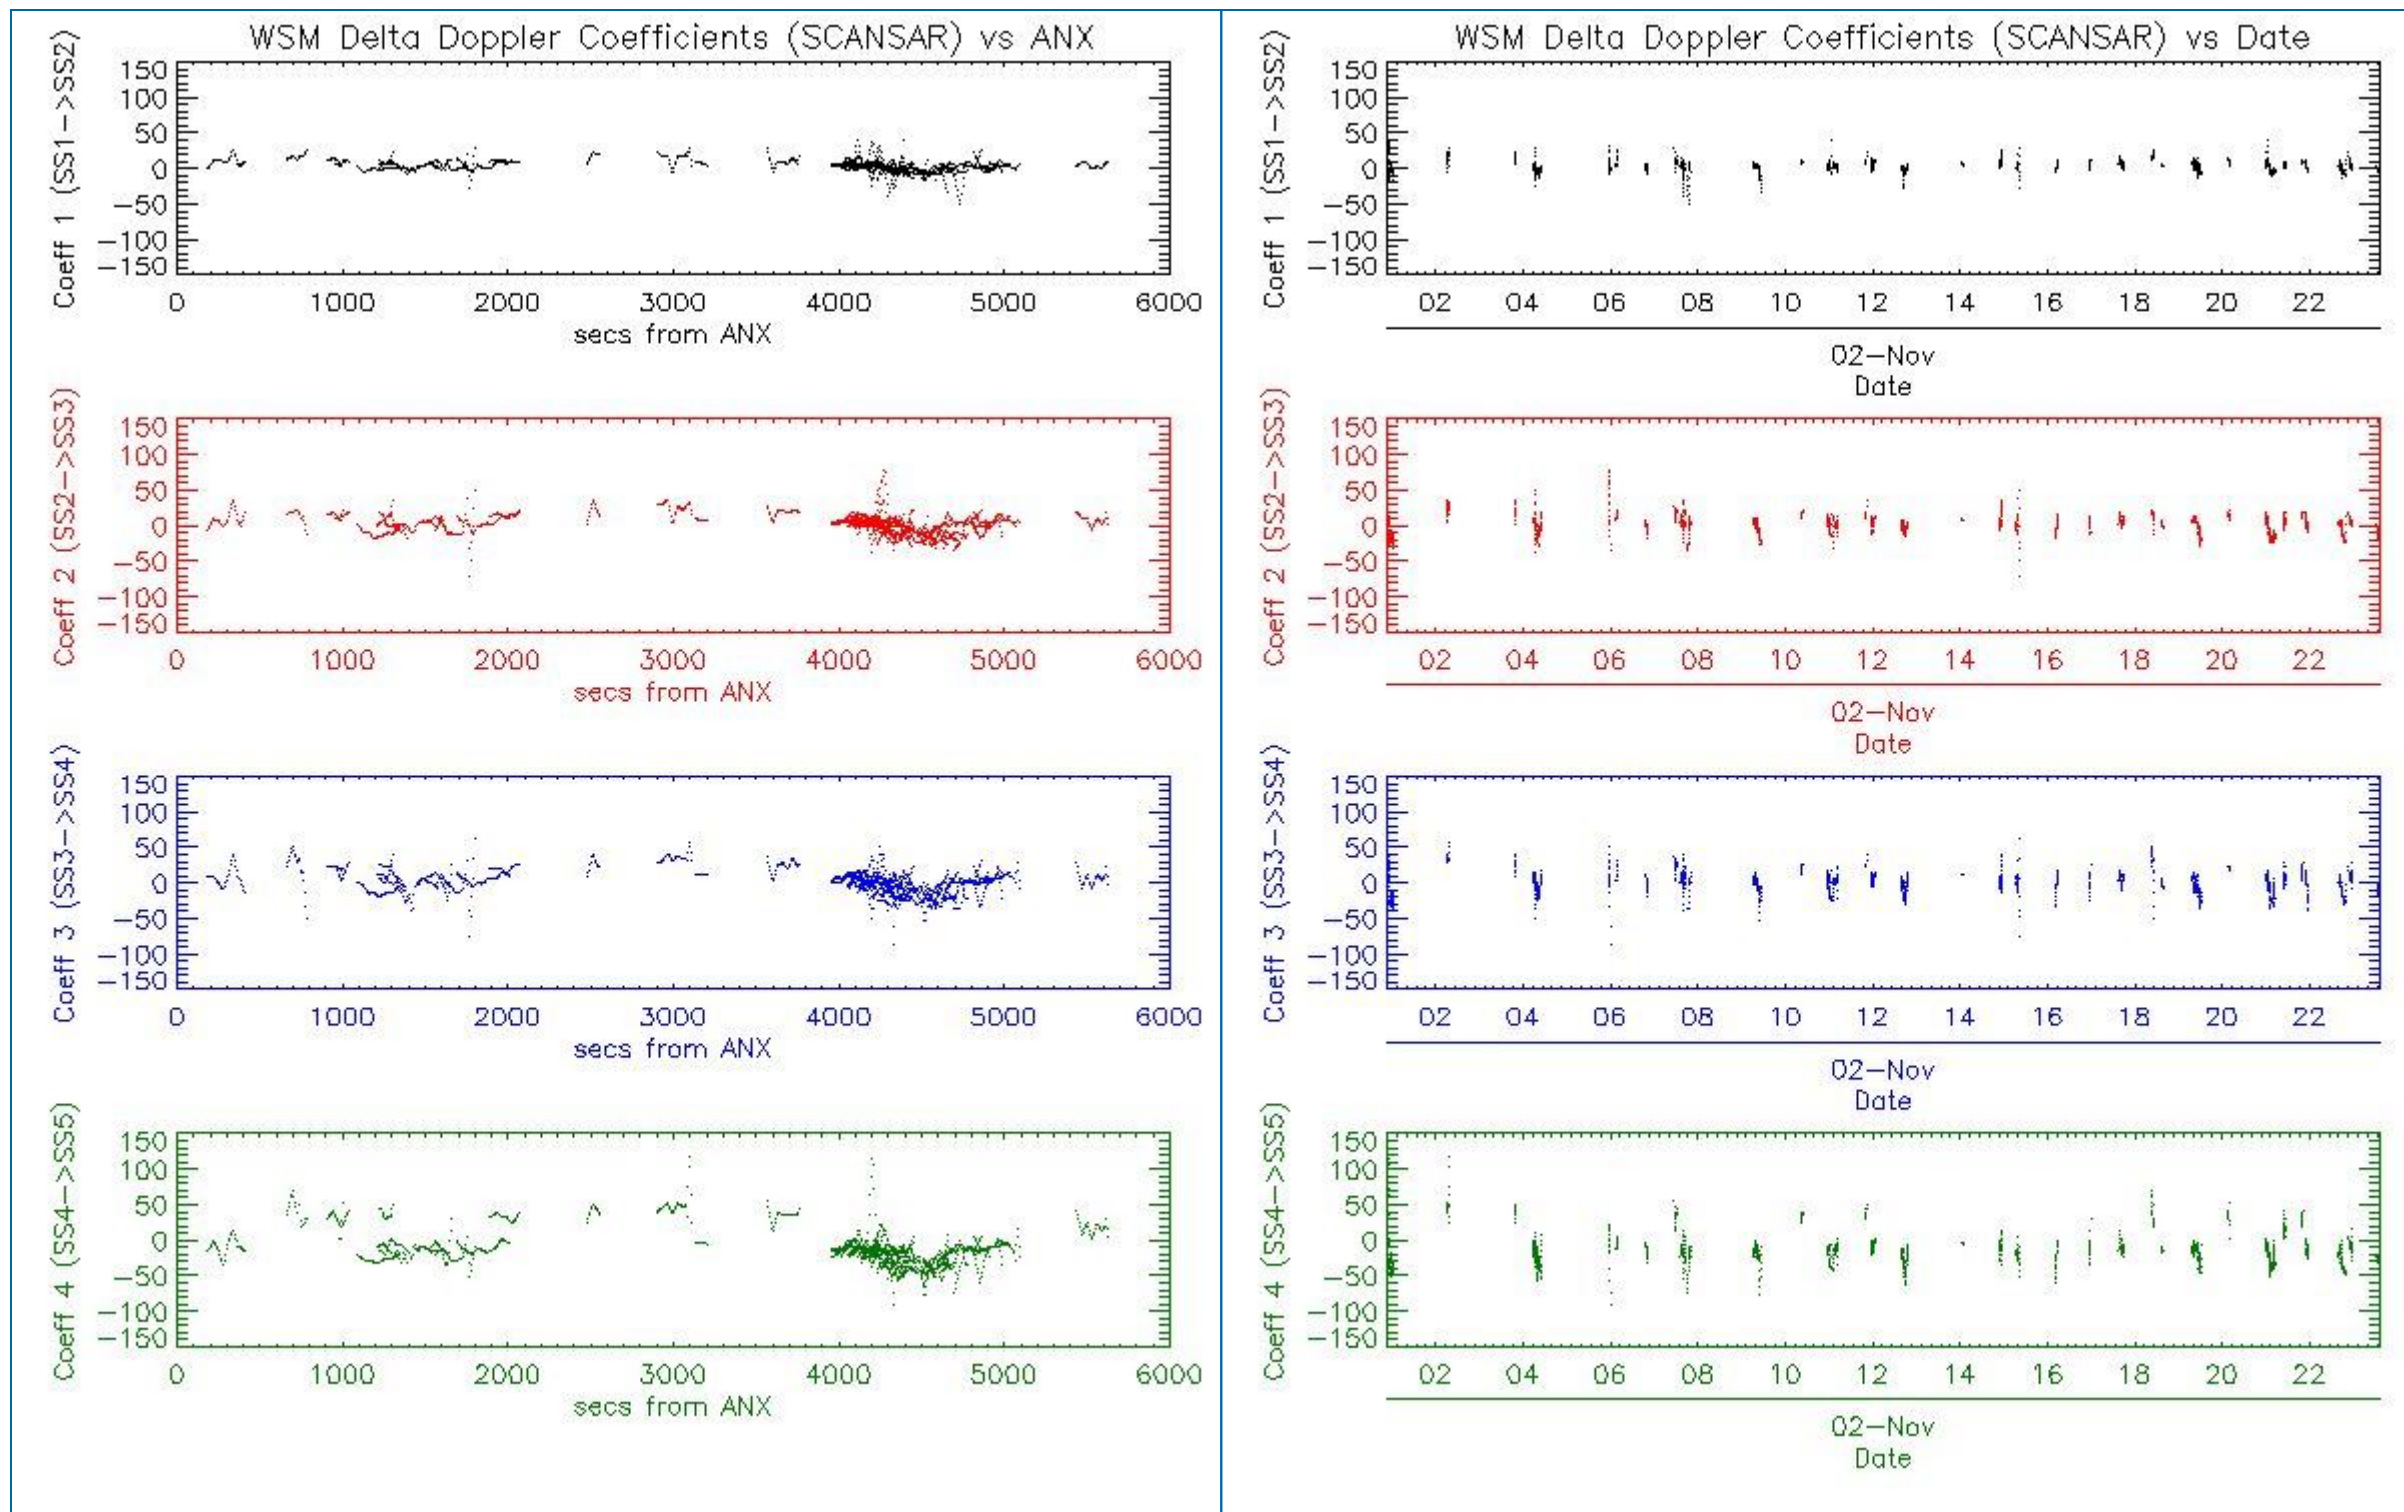 WSM Delta Doppler Coefficients (SCANSAR) vs ANX
Coeff 1 (SS1->SS2)
150
100
50
0
-50
-100
-150
0 1000 2000 3000 4000 5000 6000
secs from ANX
Coeff 2 (SS2->SS3)
150
100
50
0
-50
-100
-150
0 1000 2000 3000 4000 5000 6000
secs from ANX
Coeff 3 (SS3->SS4)
150
100
50
0
-50
-100
-150
0 1000 2000 3000 4000 5000 6000
secs from ANX
Coeff 4 (SS4->SS5)
150
100
50
0
-50
-100
-150
0 1000 2000 3000 4000 5000 6000
secs from ANX
WSM Delta Doppler Coefficients (SCANSAR) vs Date
Coeff 1 (SS1->SS2)
150
100
50
0
-50
-100
-150
02 04 06 08 10 12 14 16 18 20 22
02-Nov
Date
Coeff 2 (SS2->SS3)
150
100
50
0
-50
-100
-150
02 04 06 08 10 12 14 16 18 20 22
02-Nov
Date
Coeff 3 (SS3->SS4)
150
100
50
0
-50
-100
-150
02 04 06 08 10 12 14 16 18 20 22
02-Nov
Date
Coeff 4 (SS4->SS5)
150
100
50
0
-50
-100
-150
02 04 06 08 10 12 14 16 18 20 22
02-Nov
Date